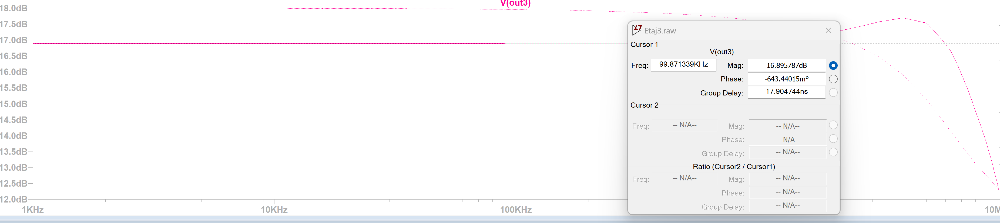 V(out3)
18.0dB
17.5dB
17.0dB
16.5dB
16.0dB
15.5dB
15.0dB
14.5dB
14.0dB
13.5dB
13.0dB
12.5dB
12.0dB
1KHz 10KHz 100KHz 10M
Etaj3.raw
Cursor 1
V(out3)
Freq: 99.871339KHz Mag: 16.895787dB
Phase: -643.44015m°
Group Delay: 17.904744ns
Cursor 2
Freq: -- N/A-- Mag: -- N/A--
Phase: -- N/A--
Group Delay: -- N/A--
Ratio (Cursor2 / Cursor1)
Freq: -- N/A-- Mag: -- N/A--
Phase: -- N/A--
Group Delay: -- N/A--